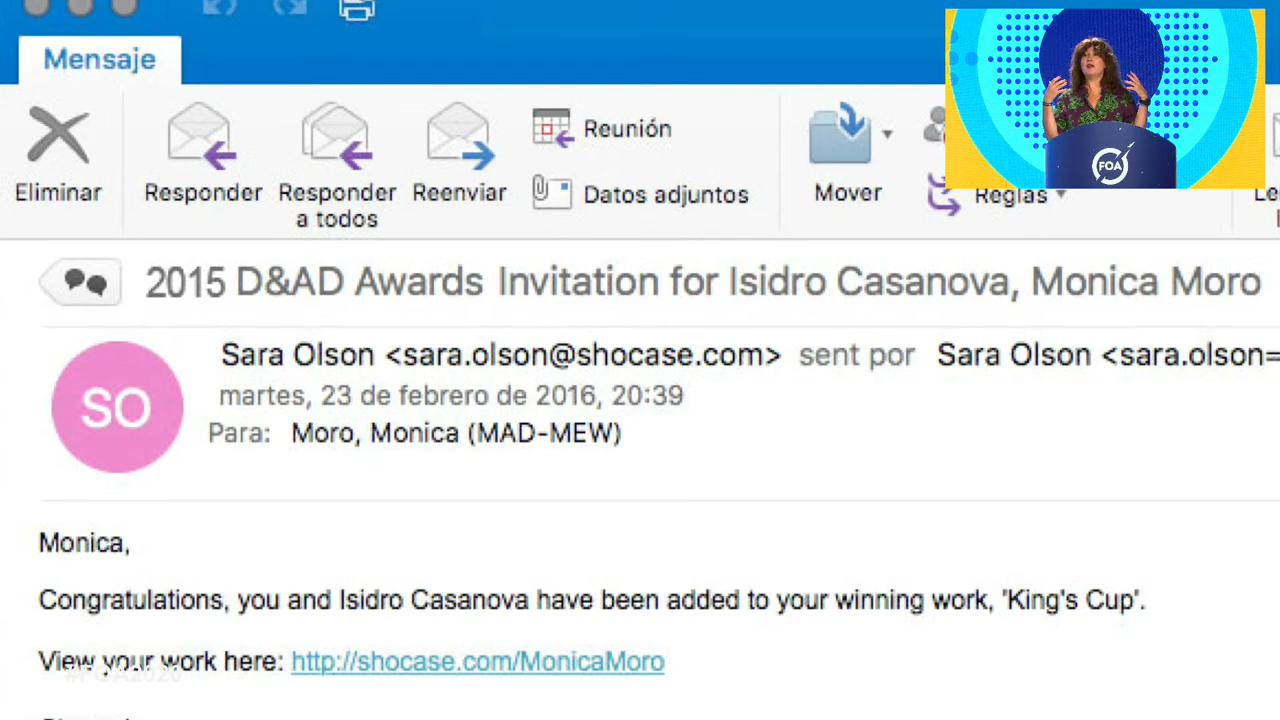 Mensaje
FOA
Eliminar
Responder
Responder
a todos
Reenviar
Reunión
Datos adjuntos
Mover
Reglas
2015 D&AD Awards Invitation for Isidro Casanova, Monica Moro
SO
Sara Olson <sara.olson@shocase.com> sent por Sara Olson <sara.olson=
martes, 23 de febrero de 2016, 20:39
Para: Moro, Monica (MAD-MEW)
Monica,
Congratulations, you and Isidro Casanova have been added to your winning work, 'King's Cup'.
View your work here: http://shocase.com/MonicaMoro
#FOA2020